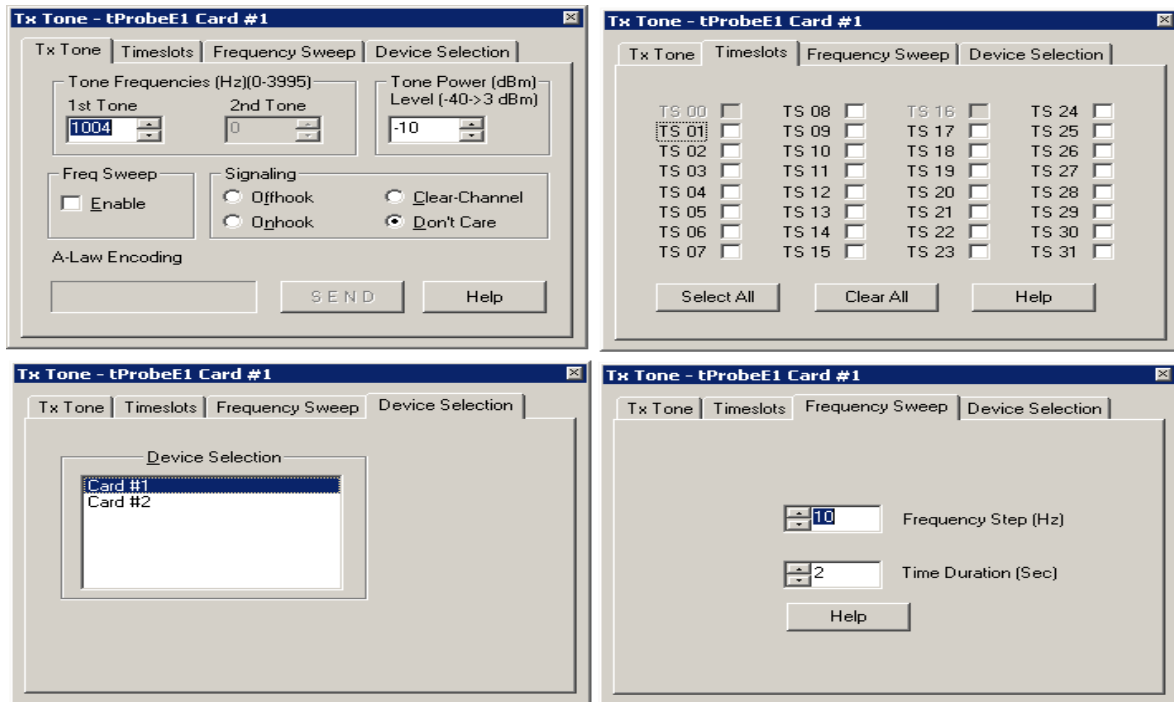 Tx Tone - tProbeE1 Card #1
Tx Tone Timeslots Frequency Sweep Device Selection
Tone Frequencies (Hz)(0-3995)
1st Tone 2nd Tone
1004 0
Tone Power (dBm)
Level (-40->3 dBm)
-10
Freq Sweep
Enable
Signaling
Offhook Clear-Channel
Onhook Don't Care
A-Law Encoding
SEND Help
Tx Tone - tProbeE1 Card #1
Tx Tone Timeslots Frequency Sweep Device Selection
TS 00 TS 08 TS 16 TS 24
TS 01 TS 09 TS 17 TS 25
TS 02 TS 10 TS 18 TS 26
TS 03 TS 11 TS 19 TS 27
TS 04 TS 12 TS 20 TS 28
TS 05 TS 13 TS 21 TS 29
TS 06 TS 14 TS 22 TS 30
TS 07 TS 15 TS 23 TS 31
Select All Clear All Help
Tx Tone - tProbeE1 Card #1
Tx Tone Timeslots Frequency Sweep Device Selection
Device Selection
Card #1
Card #2
Tx Tone - tProbeE1 Card #1
Tx Tone Timeslots Frequency Sweep Device Selection
10 Frequency Step (Hz)
2 Time Duration (Sec)
Help